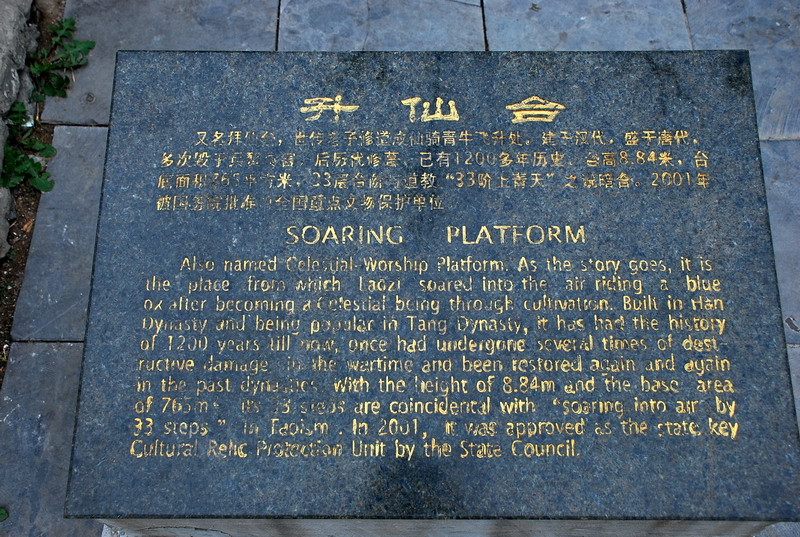 升仙台
又名拜仙台，世传老子修道成仙骑青牛飞升处。建于汉代，盛于唐代，
多次毁于兵 ，后历代修葺，已有1200多年历史。台高8.84米，台
底面积765平方米，33层台阶与道教“33阶上青天”之说暗合。2001年
被国务院批准 全国重点文物保护单位
SOARING PLATFORM
Also named Celestial-Worship Platform. As the story goes, it is
the place from which Laozi soared into the air riding a blue
ox after becoming a Celestial being through cultivation. Built in Han
Dynasty and being popular in Tang Dynasty, it has had the history
of 1200 years till now, once had undergone several times of dest-
ructive damage in the wartime and been restored again and again
in the past dynasties. With the height of 8.84m and the base area
of 765m², its 33 steps are coincidental with "soaring into air by
33 steps" in Taoism. In 2001, it was approved as the state key
Cultural Relic Protection Unit by the State Council.